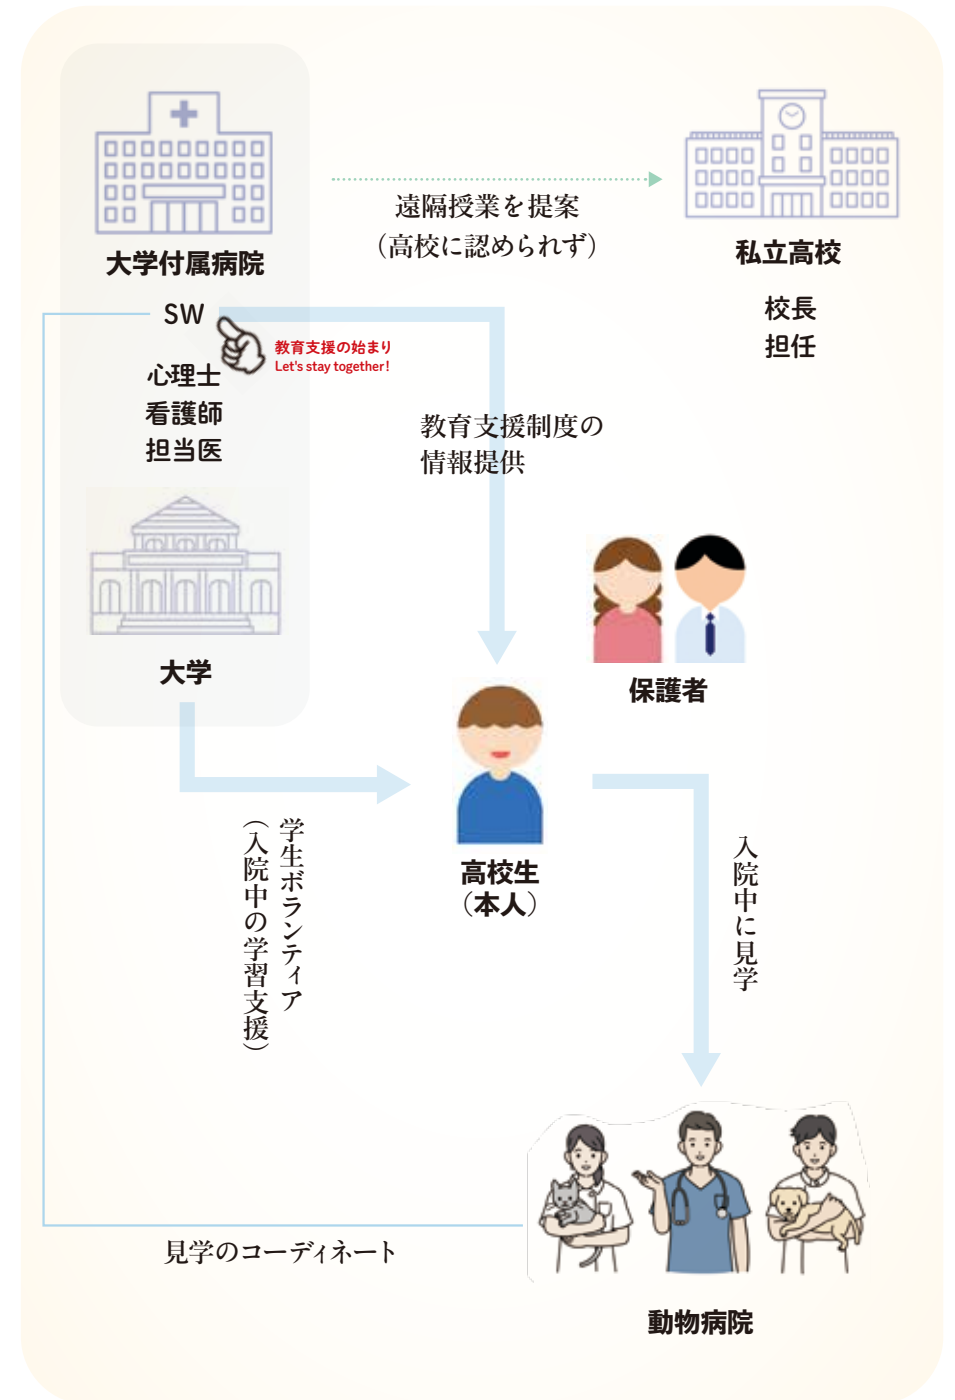 大学付属病院
SW
教育支援の始まり
Let's stay together!
心理士
看護師
担当医
大学
遠隔授業を提案
（高校に認められず）
私立高校
校長
担任
教育支援制度の
情報提供
保護者
高校生
（本人）
学生ボランティア
（入院中の学習支援）
入院中に見学
見学のコーディネート
動物病院